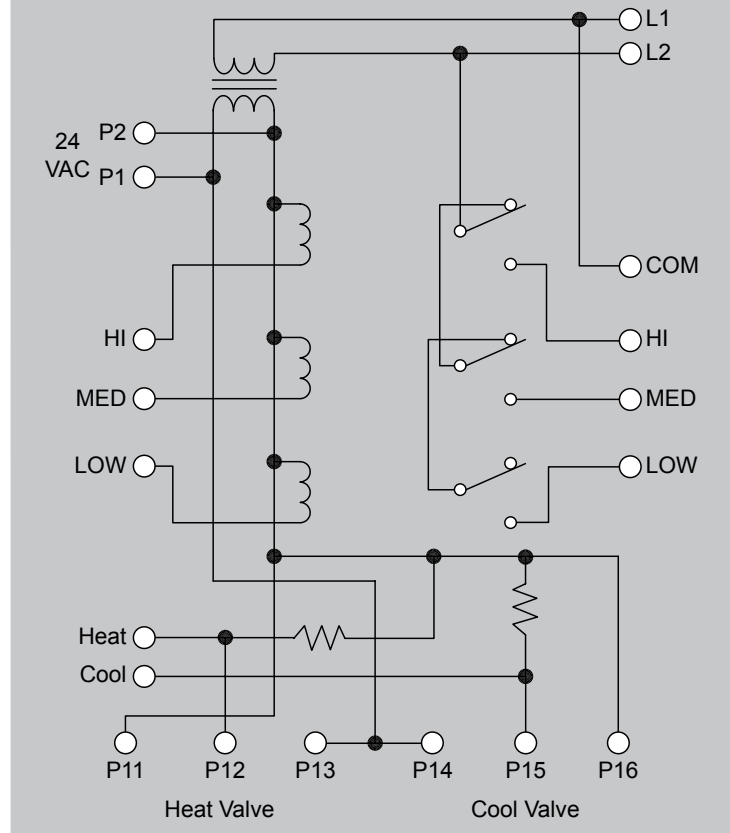 L1
L2
24
VAC
P2
P1
COM
HI
HI
MED
MED
LOW
LOW
Heat
Cool
P11 P12 P13 P14 P15 P16
Heat Valve Cool Valve